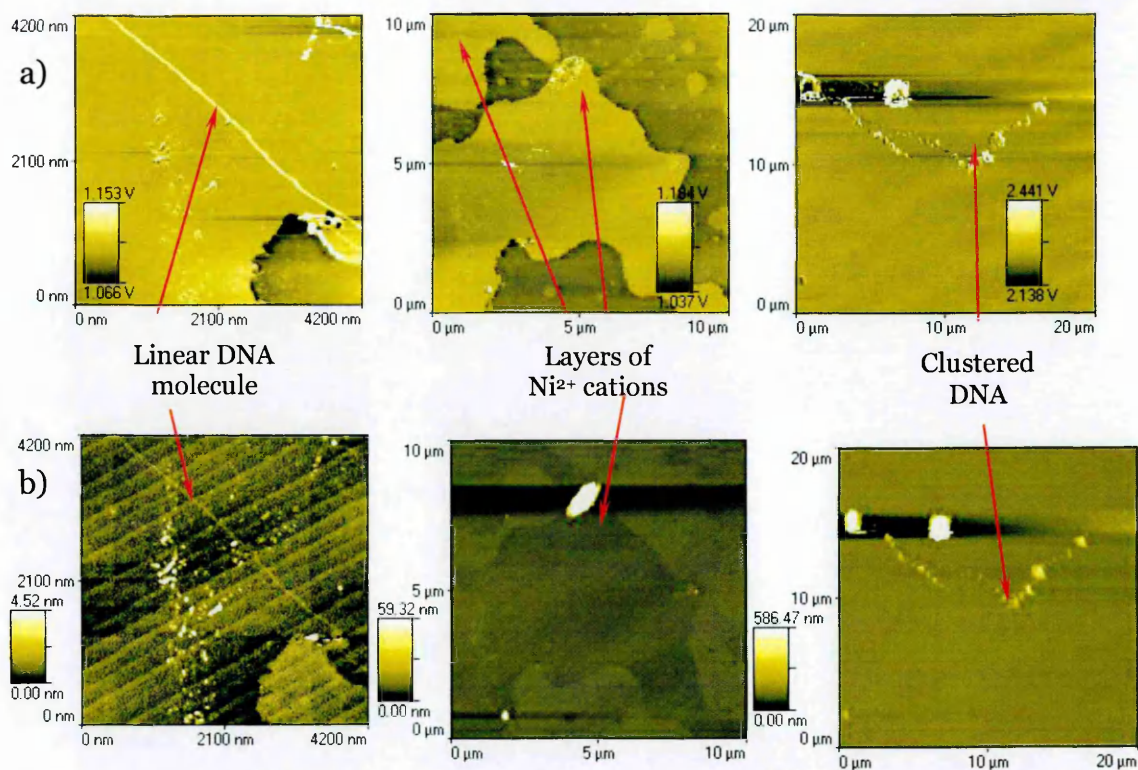 a)
4200 nm
2100 nm
0 nm
1.153 V
1.066 V
0 nm 2100 nm 4200 nm
10 µm
5 µm
0 µm
1.184 V
1.037 V
0 µm 5 µm 10 µm
20 µm
10 µm
0 µm
2.441 V
2.138 V
0 µm 10 µm 20 µm
Linear DNA
molecule
Layers of
Ni²⁺ cations
Clustered
DNA
b)
4200 nm
2100 nm
4.52 nm
0.00 nm
0 nm
0 nm 2100 nm 4200 nm
10 µm
5 µm
59.32 nm
0.00 nm
0 µm
0 µm 5 µm 10 µm
20 µm
10 µm
586.47 nm
0.00 nm
0 µm
0 µm 10 µm 20 µm